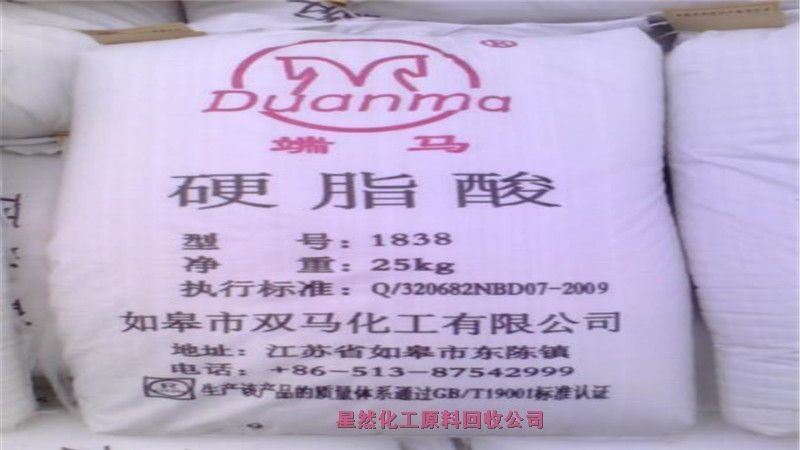 ®
Duanma
端 马
硬脂酸
型 号：1838
净 重：25kg
执行标准：Q/320682NBD07-2009
如皋市双马化工有限公司
地址：江苏省如皋市东陈镇
电话：+86-513-87542999
生产该产品的质量体系通过GB/T19001标准认证
星然化工原料回收公司